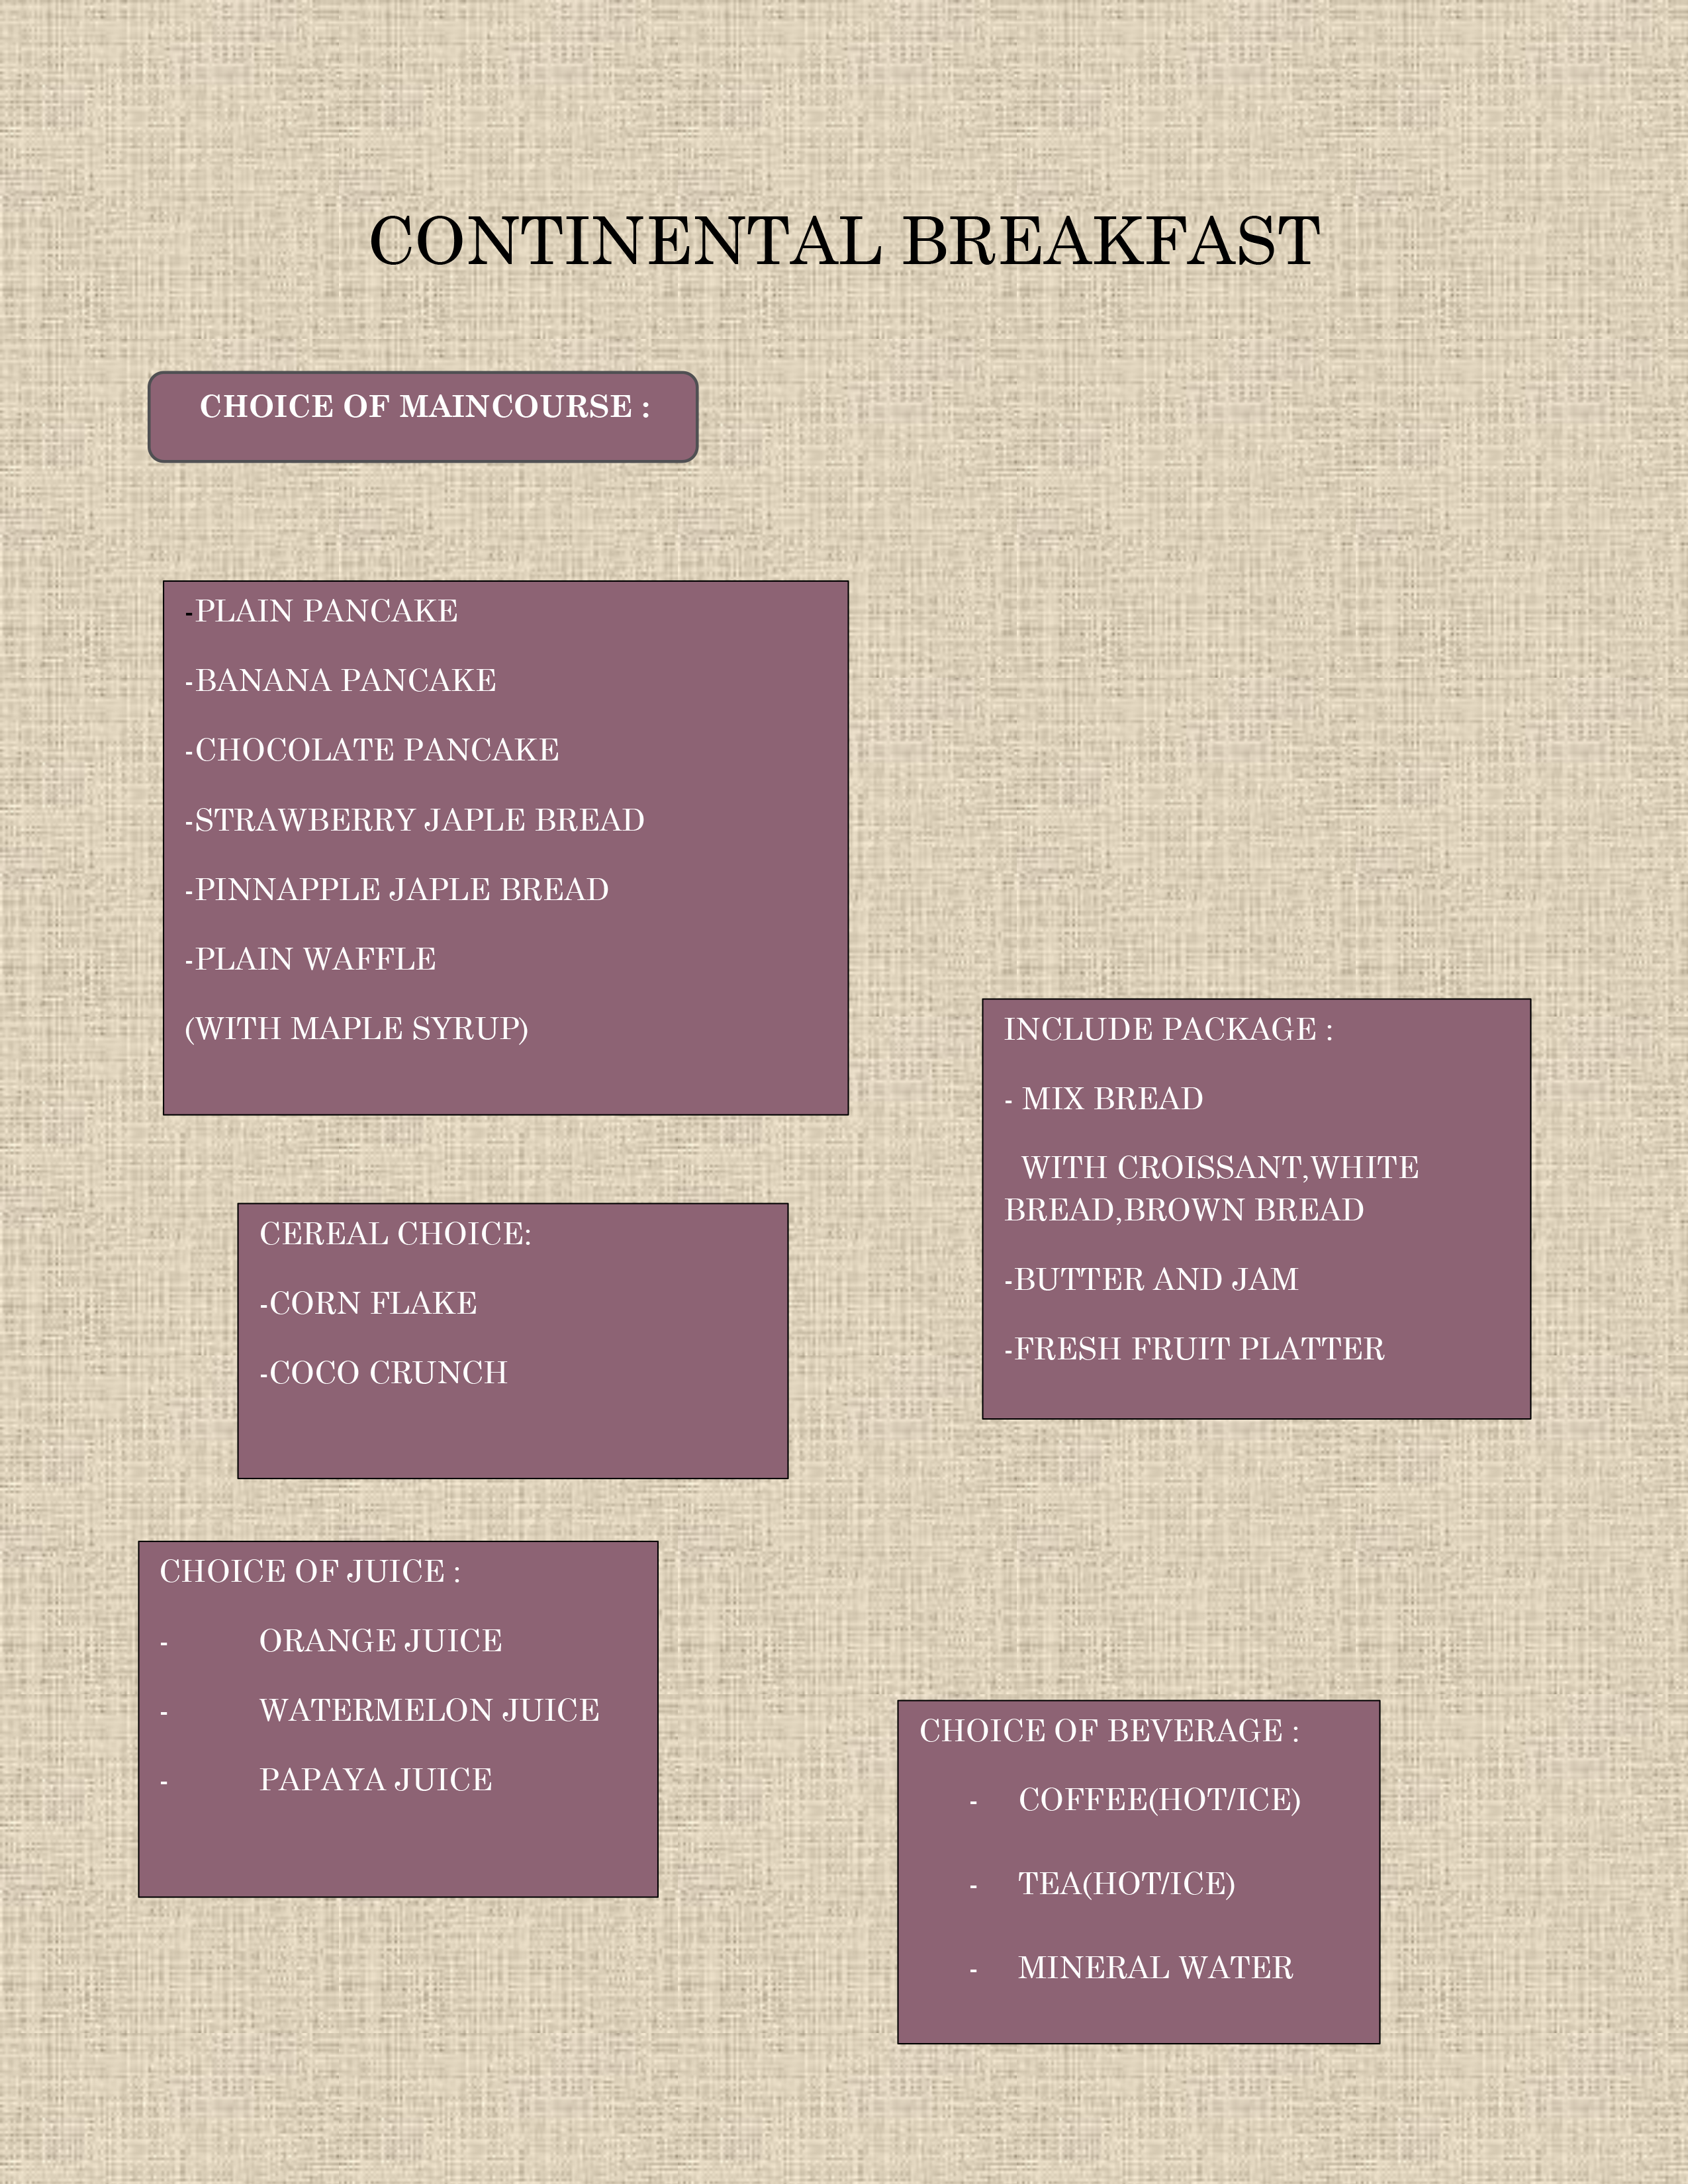 CONTINENTAL BREAKFAST
CHOICE OF MAINCOURSE :
-PLAIN PANCAKE
-BANANA PANCAKE
-CHOCOLATE PANCAKE
-STRAWBERRY JAPLE BREAD
-PINNAPPLE JAPLE BREAD
-PLAIN WAFFLE
(WITH MAPLE SYRUP)
INCLUDE PACKAGE :
- MIX BREAD
WITH CROISSANT,WHITE
BREAD,BROWN BREAD
-BUTTER AND JAM
-FRESH FRUIT PLATTER
CEREAL CHOICE:
-CORN FLAKE
-COCO CRUNCH
CHOICE OF JUICE :
- ORANGE JUICE
- WATERMELON JUICE
- PAPAYA JUICE
CHOICE OF BEVERAGE :
- COFFEE(HOT/ICE)
- TEA(HOT/ICE)
- MINERAL WATER